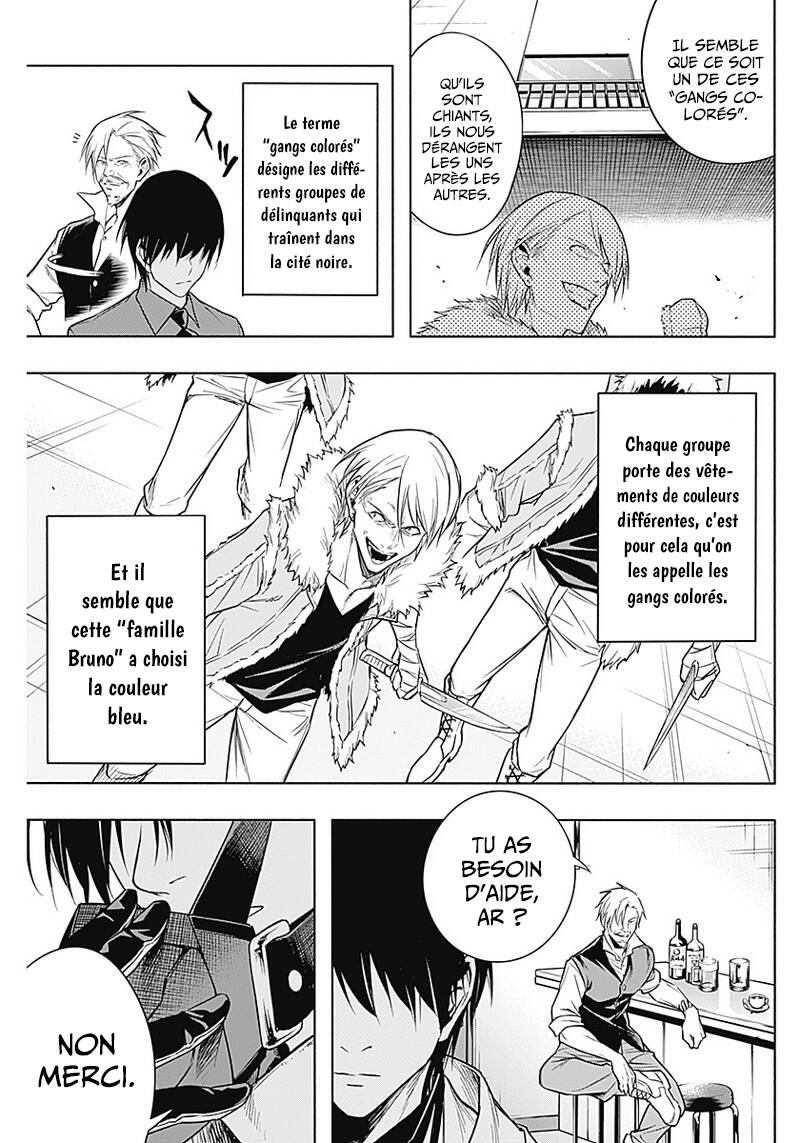 IL SEMBLE
QUE CE SOIT
UN DE CES
"GANGS CO-
LORÉS".
QU'ILS
SONT
CHIANTS,
ILS NOUS
DÉRANGENT
LES UNS
APRÈS LES
AUTRES.
Le terme
"gangs colorés"
désigne les diffé-
rents groupes de
délinquants qui
traînent dans
la cité noire.
Chaque groupe
porte des vête-
ments de couleurs
différentes, c'est
pour cela qu'on
les appelle les
gangs colorés.
Et il
semble que
cette "famille
Bruno" a choisi
la couleur
bleu.
TU AS
BESOIN
D'AIDE,
AR ?
NON
MERCI.